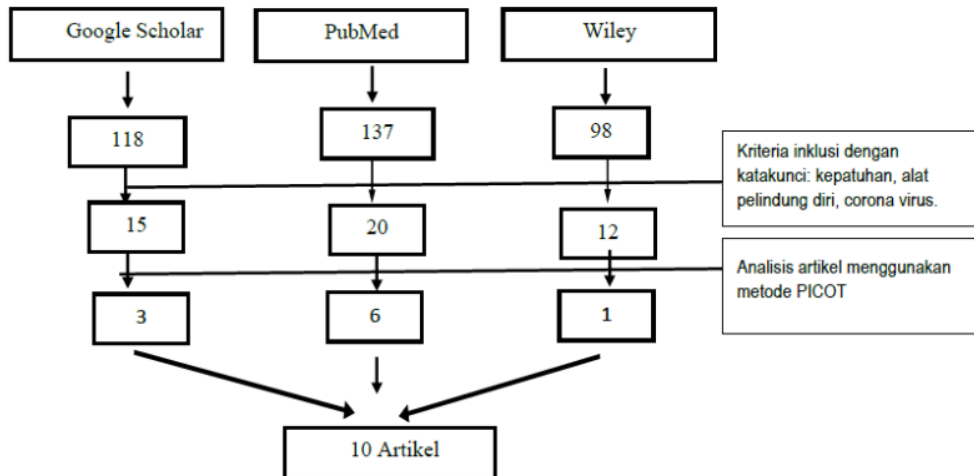 Google Scholar
PubMed
Wiley
118
137
98
Kriteria inklusi dengan
katakunci: kepatuhan, alat
pelindung diri, corona virus.
15
20
12
Analisis artikel menggunakan
metode PICOT
3
6
1
10 Artikel